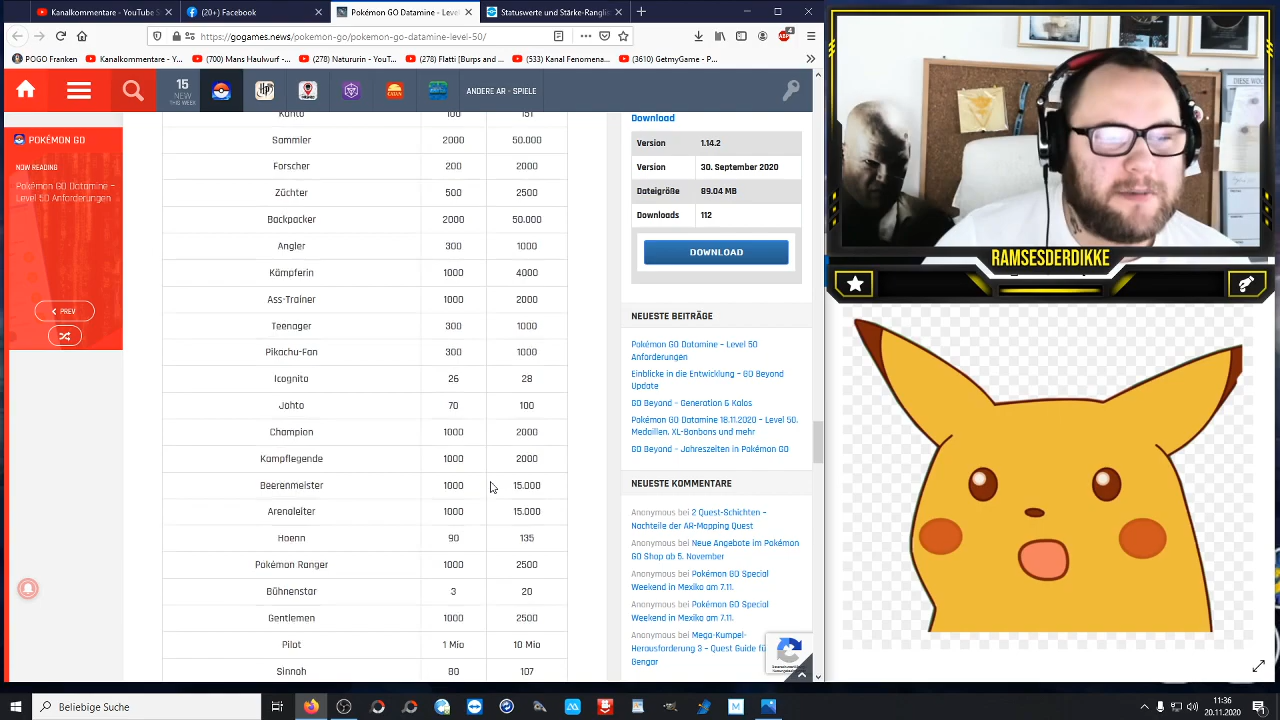 Kanalkommentare - YouTube S
(20+) Facebook
Pokémon GO Datamine - Leve
Statuswerte und Stärke-Ranglis
https://gogames.news/pokemon-go/pokemon-go-datamine-level-50/
POGO Franken
Kanalkommentare - Y...
(700) Mans Haulwurf - ...
(278) Natururin - YouT...
(278) Flatu (Burps and ...
(533) Kanal Fenomena...
(3610) GetmyGame - P...
15
NOV
THIS WEEK
ANDERE AR - SPIELE
POKÉMON GO
NOW READING
Pokémon GO Datamine –
Level 50 Anforderungen
PREV
Kanto 100 151
Sammler 2000 50.000
Forscher 200 2000
Züchter 2500
Backpacker 2000 50.000
Angler 300 1000
Kämpferin 1000 4000
Ass-Trainer 1000 2000
Teenager 300 1000
Pikachu-Fan 300 1000
Icognito 26 28
Johto 70 100
Champion 1000 2000
Kampflegende 1000 2000
Beerenmeister 1000 15.000
Arenaleiter 1000 15.000
Hoenn 90 135
Pokémon Ranger 1000 2500
Bühnenstar 3 20
Gentlemen 1000 2500
Pilot 1 Mio 10 Mio
Sinnoh 80 107
Download
Version 1.14.2
Version 30. September 2020
Dateigröße 89.04 MB
Downloads 112
DOWNLOAD
NEUESTE BEITRÄGE
Pokémon GO Datamine – Level 50
Anforderungen
Einblicke in die Entwicklung – GO Beyond
Update
GO Beyond – Generation 6 Kalos
Pokémon GO Datamine 18.11.2020 – Level 50,
Medaillen, XL-Bonbons und mehr
GO Beyond – Jahreszeiten in Pokémon GO
NEUESTE KOMMENTARE
Anonymous bei 2 Quest-Schichten –
Nachteile der AR-Mapping Quest
Anonymous bei Neue Angebote im Pokémon
GO Shop ab 5. November
Anonymous bei Pokémon GO Special
Weekend in Mexiko am 7.11.
Anonymous bei Pokémon GO Special
Weekend in Mexiko am 7.11.
Anonymous bei Mega-Kumpel-
Herausforderung 3 – Quest Guide fü
Gengar
DIESE WOC
RAMSESDERDIKKE
Beliebige Suche
11:36
20.11.2020